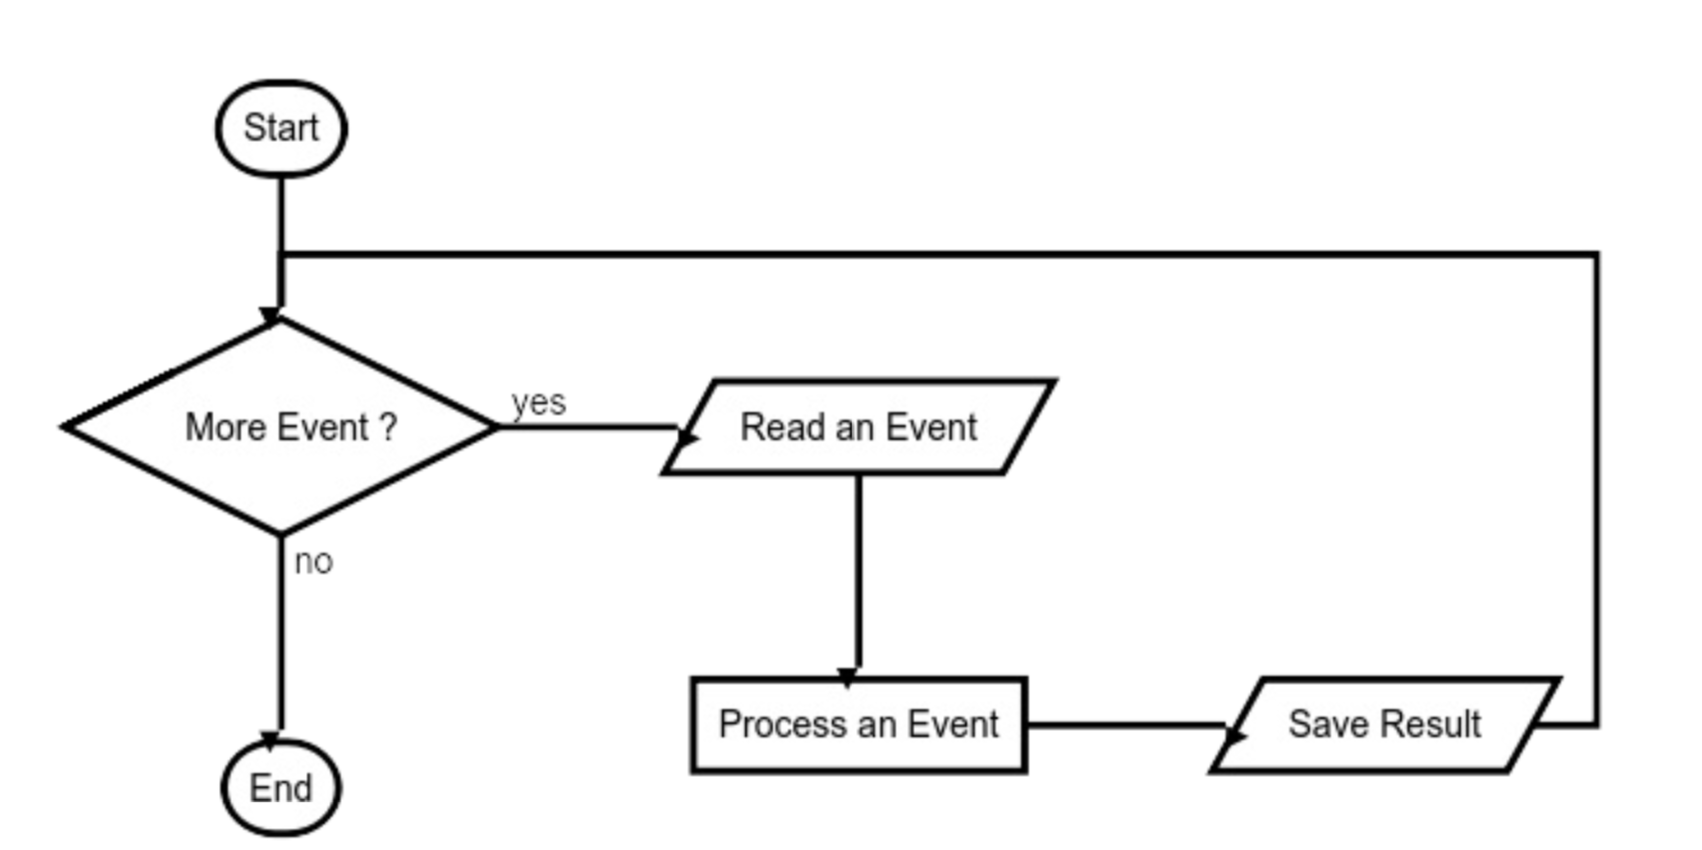 Start
More Event ?
yes
Read an Event
no
Process an Event
Save Result
End